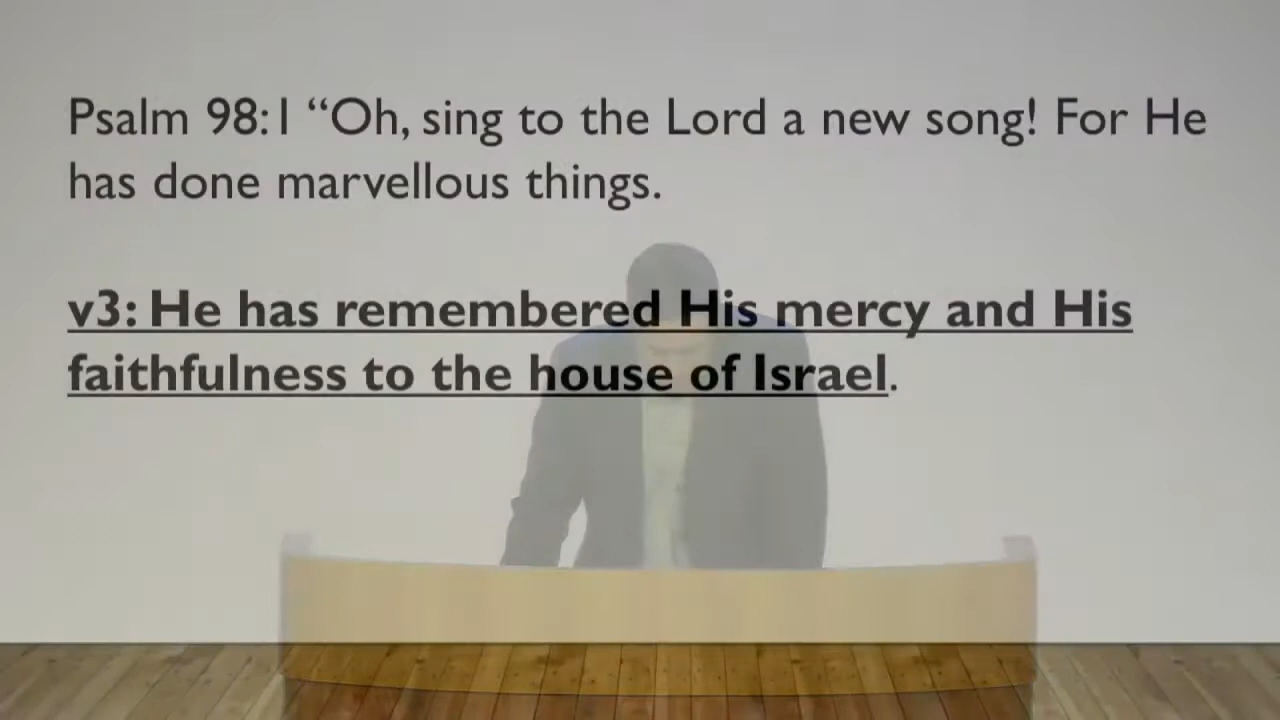 Psalm 98:1 “Oh, sing to the Lord a new song! For He
has done marvellous things.
v3: He has remembered His mercy and His
faithfulness to the house of Israel.